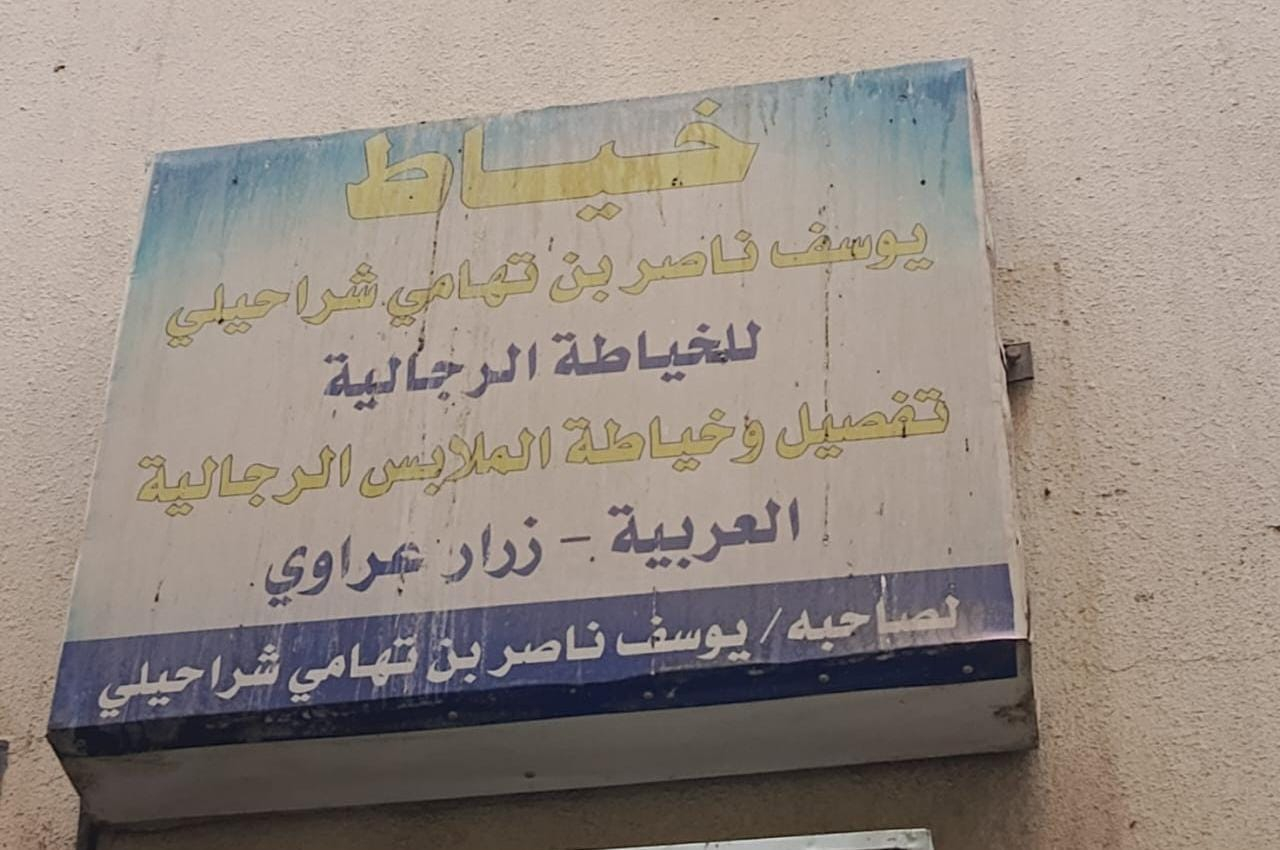 خياط
يوسف ناصر بن تهامي شراحيلي
للخياطة الرجالية
تفصيل وخياطة الملابس الرجالية
العربية - زرار عراوي
لصاحبه / يوسف ناصر بن تهامي شراحيلي